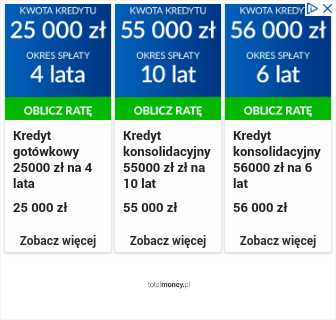 KWOTA KREDYTU
25 000 zł
OKRES SPŁATY
4 lata
OBLICZ RATĘ
Kredyt
gotówkowy
25000 zł na 4
lata
25 000 zł
Zobacz więcej
KWOTA KREDYTU
55 000 zł
OKRES SPŁATY
10 lat
OBLICZ RATĘ
Kredyt
konsolidacyjny
55000 zł zł na
10 lat
55 000 zł
Zobacz więcej
KWOTA KREDYTU
56 000 zł
OKRES SPŁATY
6 lat
OBLICZ RATĘ
Kredyt
konsolidacyjny
56000 zł na 6
lat
56 000 zł
Zobacz więcej
totalmoney.pl